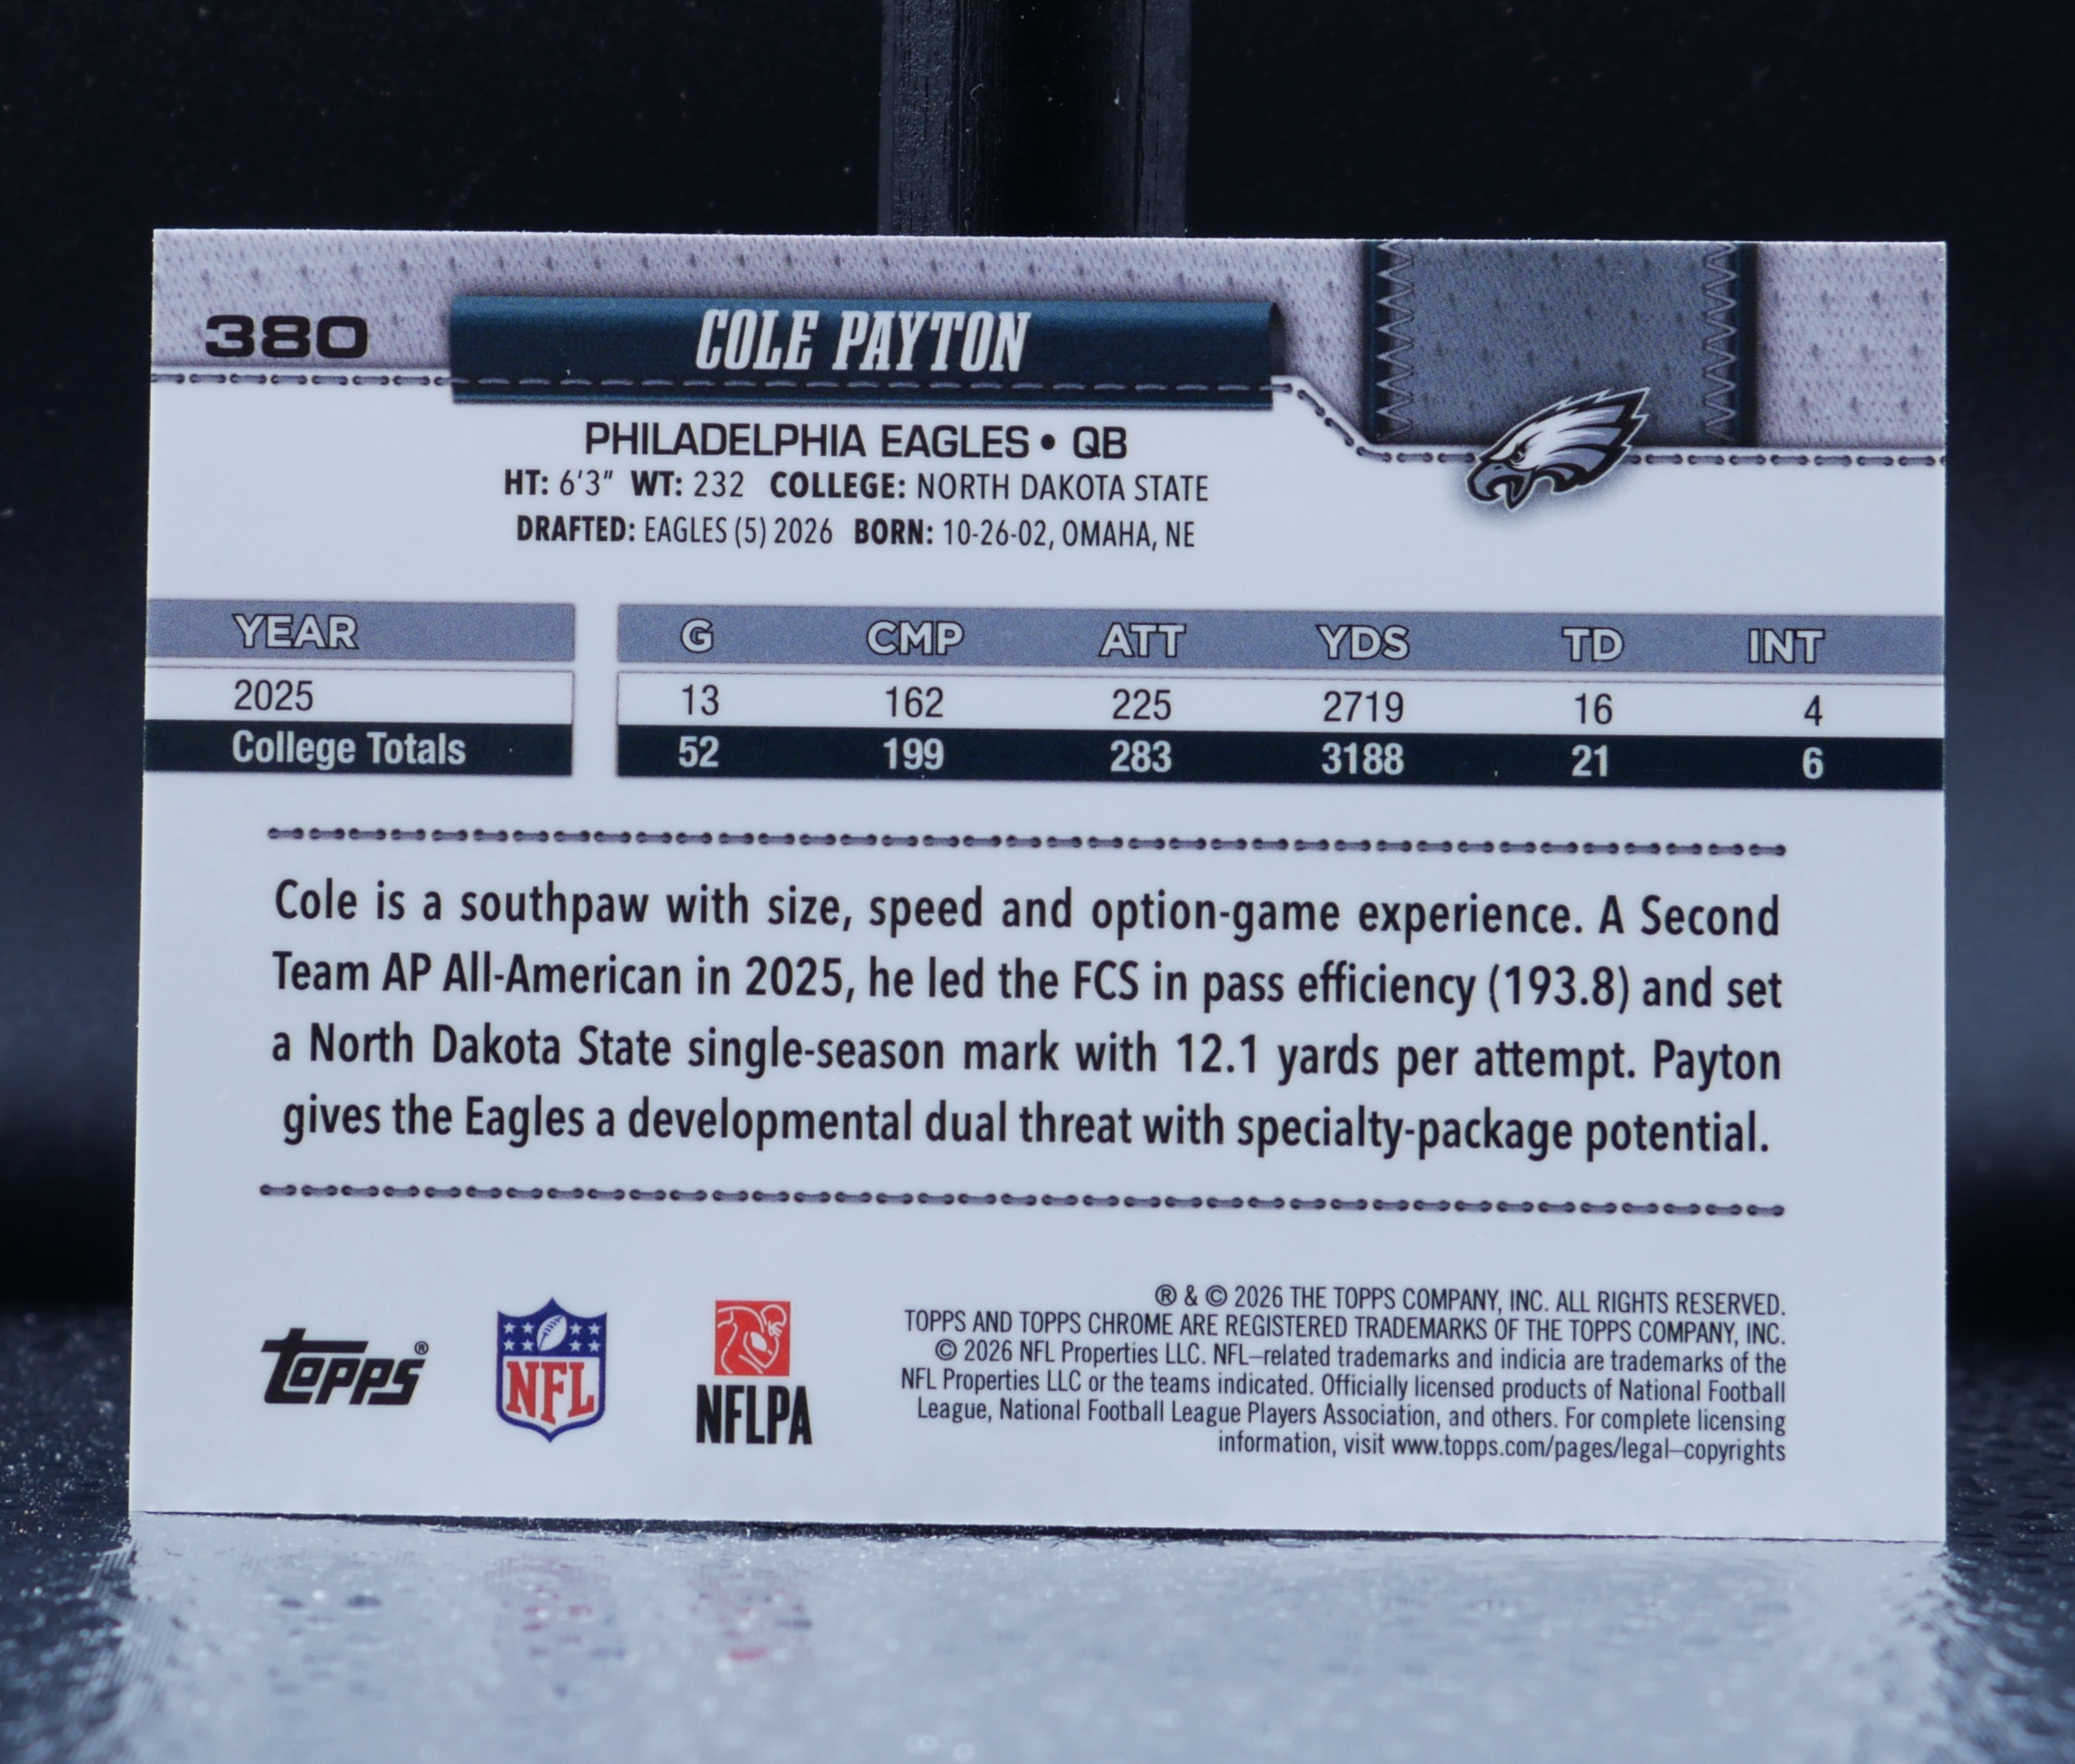 380
COLE PAYTON
PHILADELPHIA EAGLES • QB
HT: 6'3" WT: 232 COLLEGE: NORTH DAKOTA STATE
DRAFTED: EAGLES (5) 2026 BORN: 10-26-02, OMAHA, NE
YEAR G CMP ATT YDS TD INT
2025 13 162 225 2719 16 4
College Totals 52 199 283 3188 21 6
Cole is a southpaw with size, speed and option-game experience. A Second
Team AP All-American in 2025, he led the FCS in pass efficiency (193.8) and set
a North Dakota State single-season mark with 12.1 yards per attempt. Payton
gives the Eagles a developmental dual threat with specialty-package potential.
topps®
NFL
NFLPA
® & © 2026 THE TOPPS COMPANY, INC. ALL RIGHTS RESERVED.
TOPPS AND TOPPS CHROME ARE REGISTERED TRADEMARKS OF THE TOPPS COMPANY, INC.
© 2026 NFL Properties LLC. NFL–related trademarks and indicia are trademarks of the
NFL Properties LLC or the teams indicated. Officially licensed products of National Football
League, National Football League Players Association, and others. For complete licensing
information, visit www.topps.com/pages/legal–copyrights